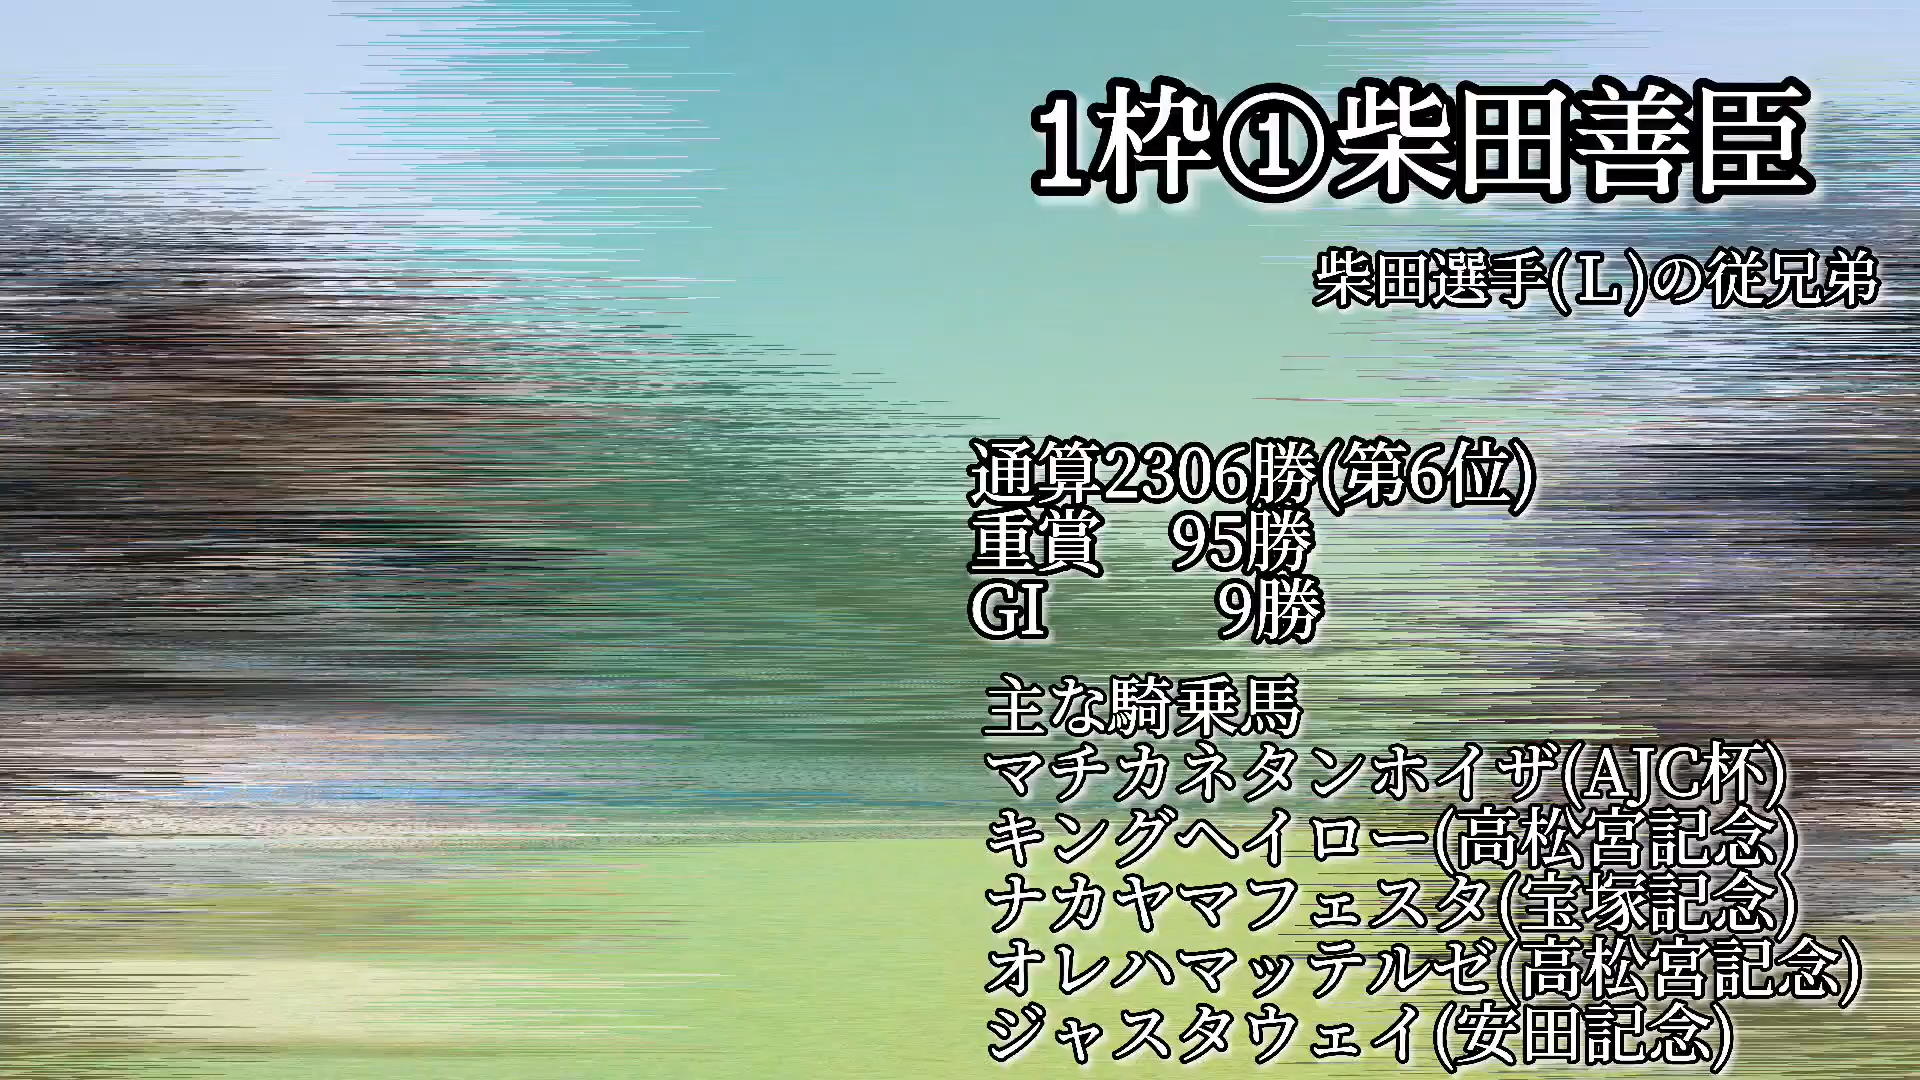 1枠①柴田善臣
柴田選手(L)の従兄弟
通算2306勝(第6位)
重賞　95勝
GI　　9勝
主な騎乗馬
マチカネタンホイザ(AJC杯)
キングヘイロー(高松宮記念)
ナカヤマフェスタ(宝塚記念)
オレハマッテルゼ(高松宮記念)
ジャスタウェイ(安田記念)